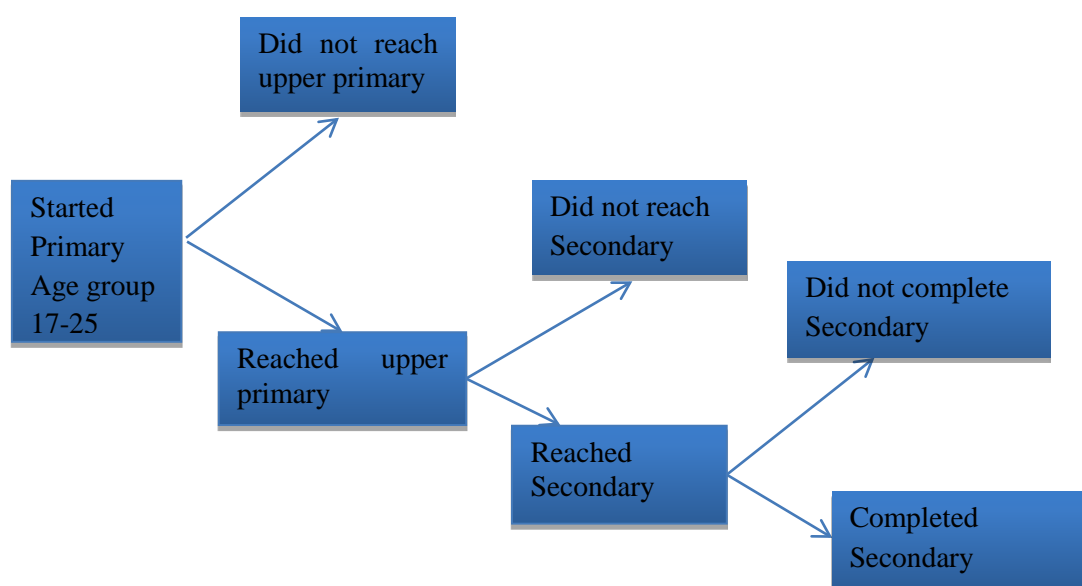 Did not reach
upper primary
Started
Primary
Age group
17-25
Did not reach
Secondary
Did not complete
Secondary
Reached upper
primary
Reached
Secondary
Completed
Secondary